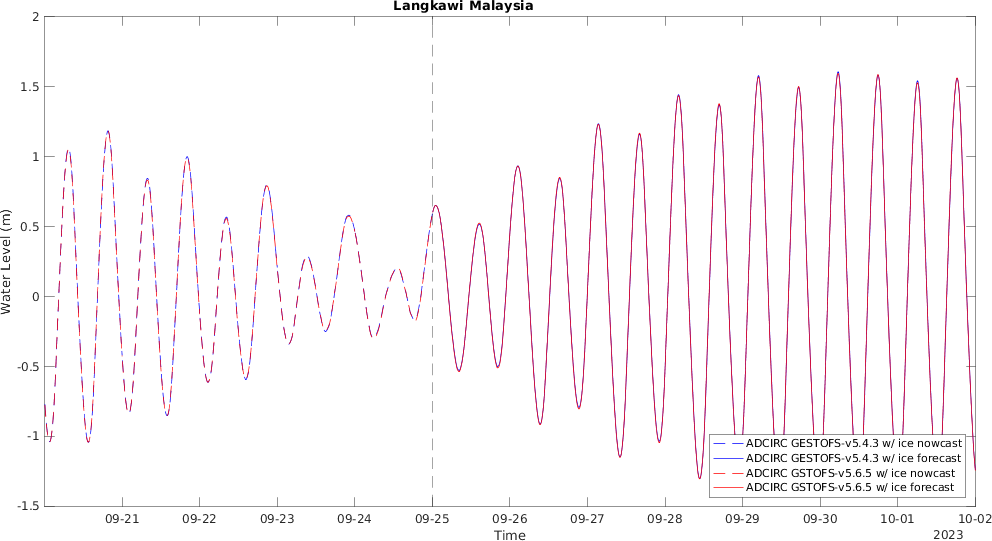 Langkawi Malaysia
2
1.5
1
0.5
0
-0.5
-1
-1.5
Water Level (m)
ADCIRC GESTOFS-v5.4.3 w/ ice nowcast
ADCIRC GESTOFS-v5.4.3 w/ ice forecast
ADCIRC GSTOFS-v5.6.5 w/ ice nowcast
ADCIRC GSTOFS-v5.6.5 w/ ice forecast
09-21 09-22 09-23 09-24 09-25 09-26 09-27 09-28 09-29 09-30 10-01 10-02
Time
2023